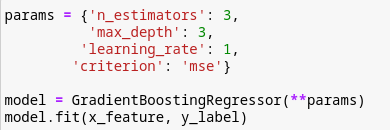 params = {'n_estimators': 3,
          'max_depth': 3,
         'learning_rate': 1,
        'criterion': 'mse'}

model = GradientBoostingRegressor(**params)
model.fit(x_feature, y_label)